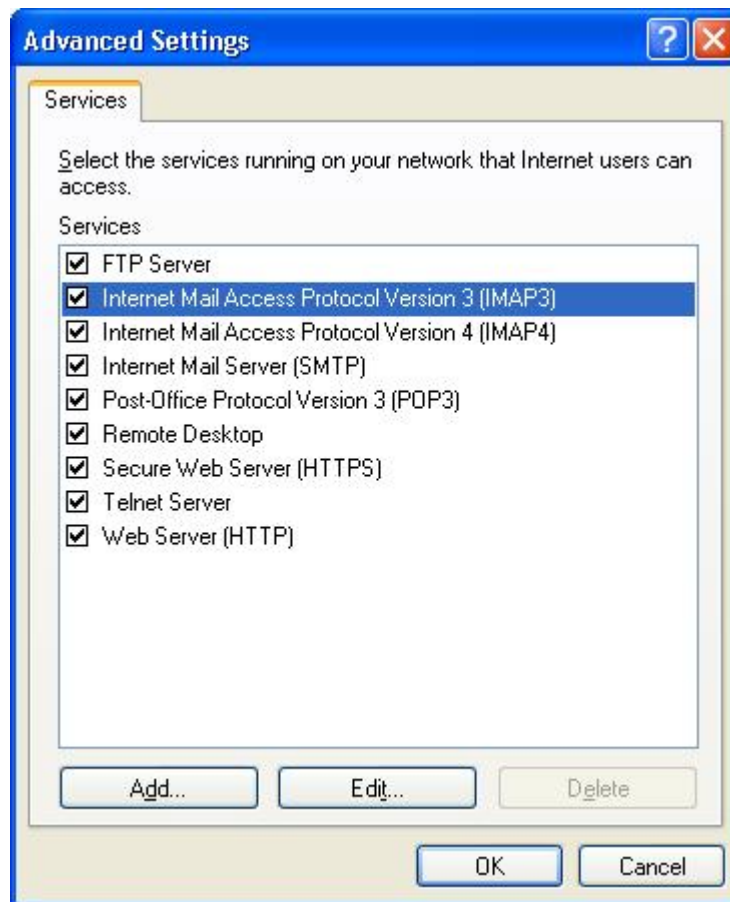 Advanced Settings
Services
Select the services running on your network that Internet users can
access.
Services
FTP Server
Internet Mail Access Protocol Version 3 (IMAP3)
Internet Mail Access Protocol Version 4 (IMAP4)
Internet Mail Server (SMTP)
Post-Office Protocol Version 3 (POP3)
Remote Desktop
Secure Web Server (HTTPS)
Telnet Server
Web Server (HTTP)
Add... Edit... Delete
OK Cancel